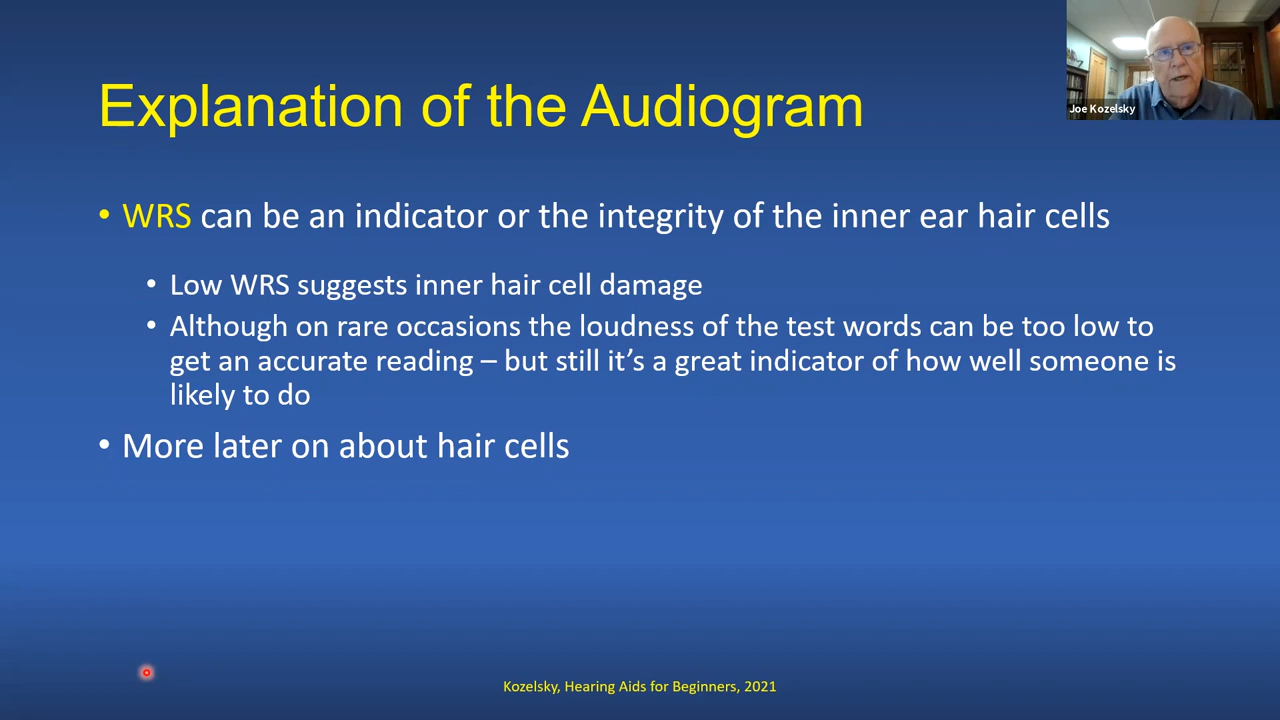 Explanation of the Audiogram
Joe Kozelsky
• WRS can be an indicator or the integrity of the inner ear hair cells
• Low WRS suggests inner hair cell damage
• Although on rare occasions the loudness of the test words can be too low to
get an accurate reading – but still it’s a great indicator of how well someone is
likely to do
• More later on about hair cells
Kozelsky, Hearing Aids for Beginners, 2021